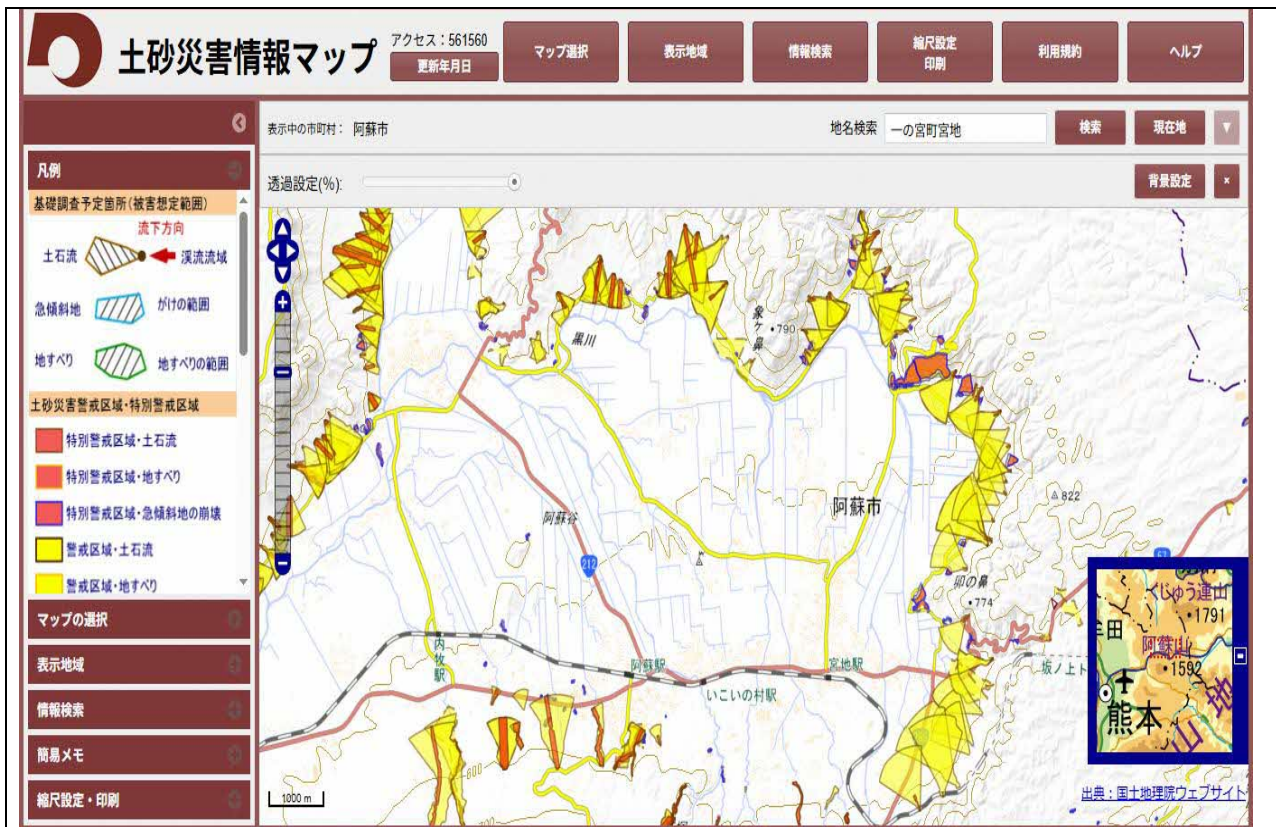 土砂災害情報マップ
アクセス：561560
更新年月日
マップ選択
表示地域
情報検索
縮尺設定
印刷
利用規約
ヘルプ
表示中の市町村： 阿蘇市
地名検索
一の宮町宮地
検索
現在地
▼
透過設定(%):
背景設定
×
凡例
基礎調査予定箇所(被害想定範囲)
流下方向
土石流
渓流流域
急傾斜地
がけの範囲
地すべり
地すべりの範囲
土砂災害警戒区域・特別警戒区域
特別警戒区域・土石流
特別警戒区域・地すべり
特別警戒区域・急傾斜地の崩壊
警戒区域・土石流
警戒区域・地すべり
マップの選択
表示地域
情報検索
簡易メモ
縮尺設定・印刷
黒川
象ヶ鼻
790
阿蘇市
822
阿蘇谷
212
卯の鼻
774
内牧駅
阿蘇駅
いこいの村駅
宮地駅
坂ノ上ト
600
1000 m
くじゅう連山
1791
牟田
阿蘇山
1592
熊本
山地
出典：国土地理院ウェブサイト